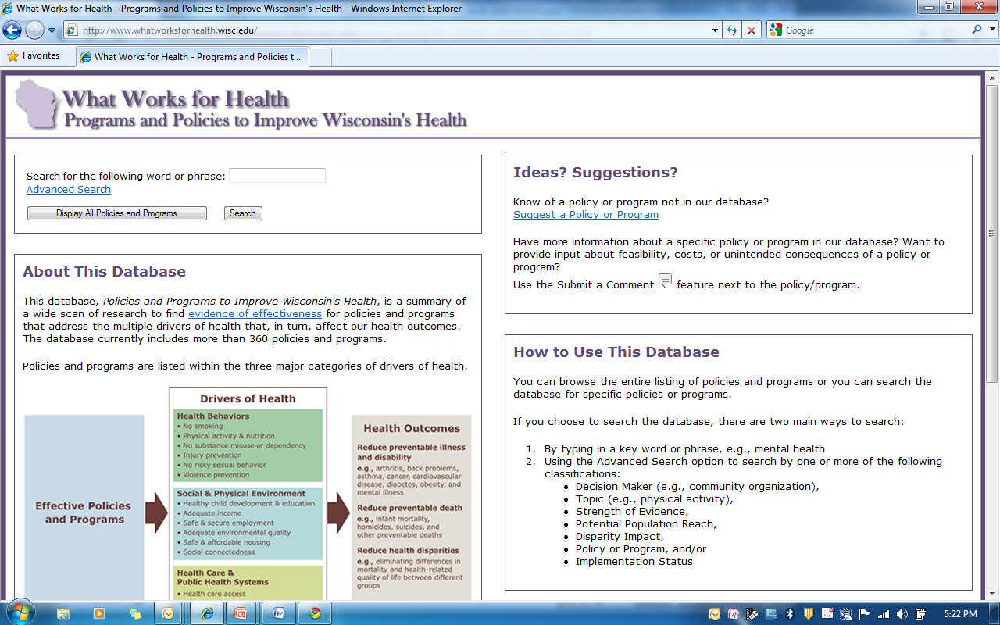 What Works for Health - Programs and Policies to Improve Wisconsin's Health - Windows Internet Explorer
http://www.whatworksforhealth.wisc.edu/
Google
Favorites
What Works for Health - Programs and Policies t...
What Works for Health
Programs and Policies to Improve Wisconsin's Health
Search for the following word or phrase:
Advanced Search
Display All Policies and Programs
Search
About This Database
This database, Policies and Programs to Improve Wisconsin's Health, is a summary of
a wide scan of research to find evidence of effectiveness for policies and programs
that address the multiple drivers of health that, in turn, affect our health outcomes.
The database currently includes more than 360 policies and programs.
Policies and programs are listed within the three major categories of drivers of health.
Effective Policies
and Programs
Drivers of Health
Health Behaviors
• No smoking
• Physical activity & nutrition
• No substance misuse or dependency
• Injury prevention
• No risky sexual behavior
• Violence prevention
Social & Physical Environment
• Healthy child development & education
• Adequate income
• Safe & secure employment
• Adequate environmental quality
• Safe & affordable housing
• Social connectedness
Health Care &
Public Health Systems
• Health care access
Health Outcomes
Reduce preventable illness
and disability
e.g., arthritis, back problems,
asthma, cancer, cardiovascular
disease, diabetes, obesity, and
mental illness
Reduce preventable death
e.g., infant mortality,
homicides, suicides, and
other preventable deaths
Reduce health disparities
e.g., eliminating differences in
mortality and health-related
quality of life between different
groups
Ideas? Suggestions?
Know of a policy or program not in our database?
Suggest a Policy or Program
Have more information about a specific policy or program in our database? Want to
provide input about feasibility, costs, or unintended consequences of a policy or
program?
Use the Submit a Comment feature next to the policy/program.
How to Use This Database
You can browse the entire listing of policies and programs or you can search the
database for specific policies or programs.
If you choose to search the database, there are two main ways to search:
1. By typing in a key word or phrase, e.g., mental health
2. Using the Advanced Search option to search by one or more of the following
classifications:
• Decision Maker (e.g., community organization),
• Topic (e.g., physical activity),
• Strength of Evidence,
• Potential Population Reach,
• Disparity Impact,
• Policy or Program, and/or
• Implementation Status
5:22 PM